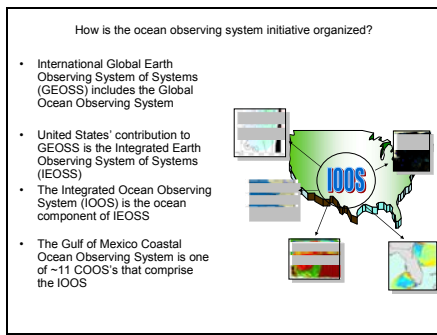 How is the ocean observing system initiative organized?
• International Global Earth
Observing System of Systems
(GEOSS) includes the Global
Ocean Observing System
• United States' contribution to
GEOSS is the Integrated Earth
Observing System of Systems
(IEOSS)
• The Integrated Ocean Observing
System (IOOS) is the ocean
component of IEOSS
• The Gulf of Mexico Coastal
Ocean Observing System is one
of ~11 COOS's that comprise
the IOOS
IOOS